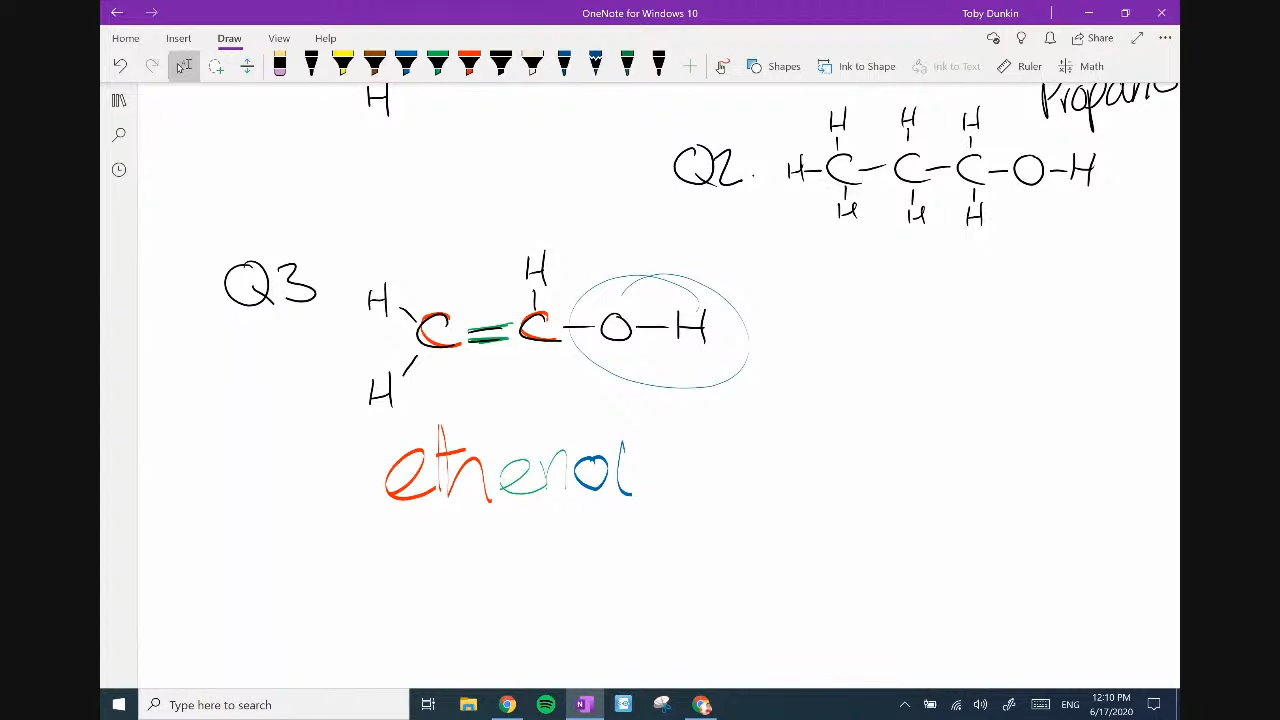 OneNote for Windows 10
Toby Dunkin
Home Insert Draw View Help
Share
Shapes
Ink to Shape
Ink to Text
Ruler
Math
H
Propan
Q2.
H H H
H-C-C-C-O-H
H H H
Q3
H
H
C=C-O-H
H
ethenol
Type here to search
ENG
12:10 PM
6/17/2020